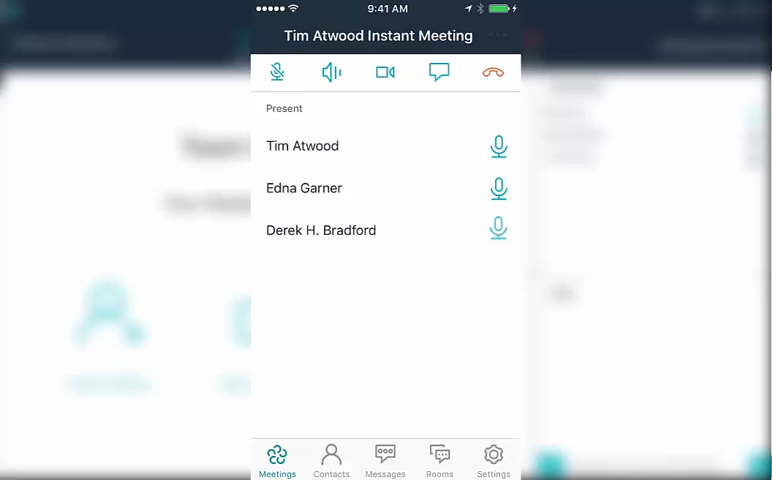 9:41 AM
Tim Atwood Instant Meeting
Present
Tim Atwood
Edna Garner
Derek H. Bradford
Meetings Contacts Messages Rooms Settings